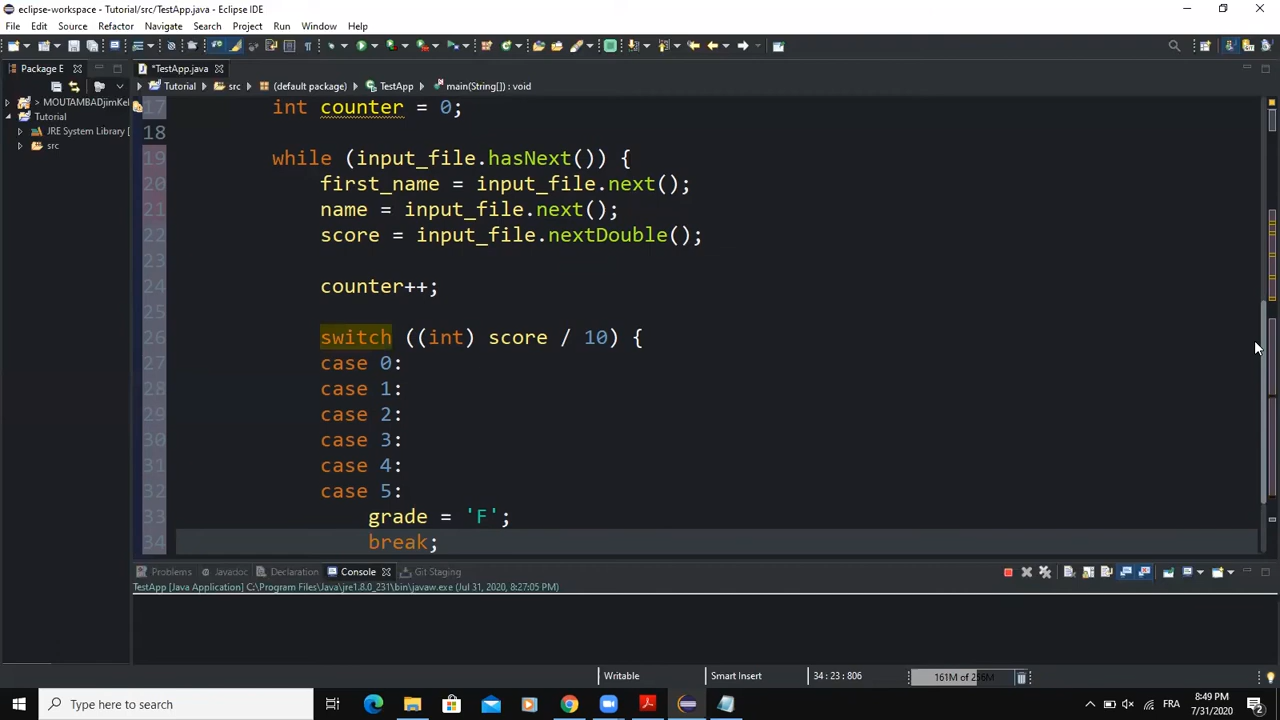 eclipse-workspace - Tutorial/src/TestApp.java - Eclipse IDE
File Edit Source Refactor Navigate Search Project Run Window Help
Package E
*TestApp.java
Tutorial src (default package) TestApp main(String[]) : void
> MOUTAMBADjimKel
Tutorial
JRE System Library [
src
17 int counter = 0;
18
19 while (input_file.hasNext()) {
20 first_name = input_file.next();
21 name = input_file.next();
22 score = input_file.nextDouble();
23
24 counter++;
25
26 switch ((int) score / 10) {
27 case 0:
28 case 1:
29 case 2:
30 case 3:
31 case 4:
32 case 5:
33 grade = 'F';
34 break;
Problems Javadoc Declaration Console Git Staging
TestApp [Java Application] C:\Program Files\Java\jre1.8.0_231\bin\javaw.exe (Jul 31, 2020, 8:27:05 PM)
Writable Smart Insert 34 : 23 : 806 161M of 256M
Type here to search
FRA
8:49 PM
7/31/2020
2